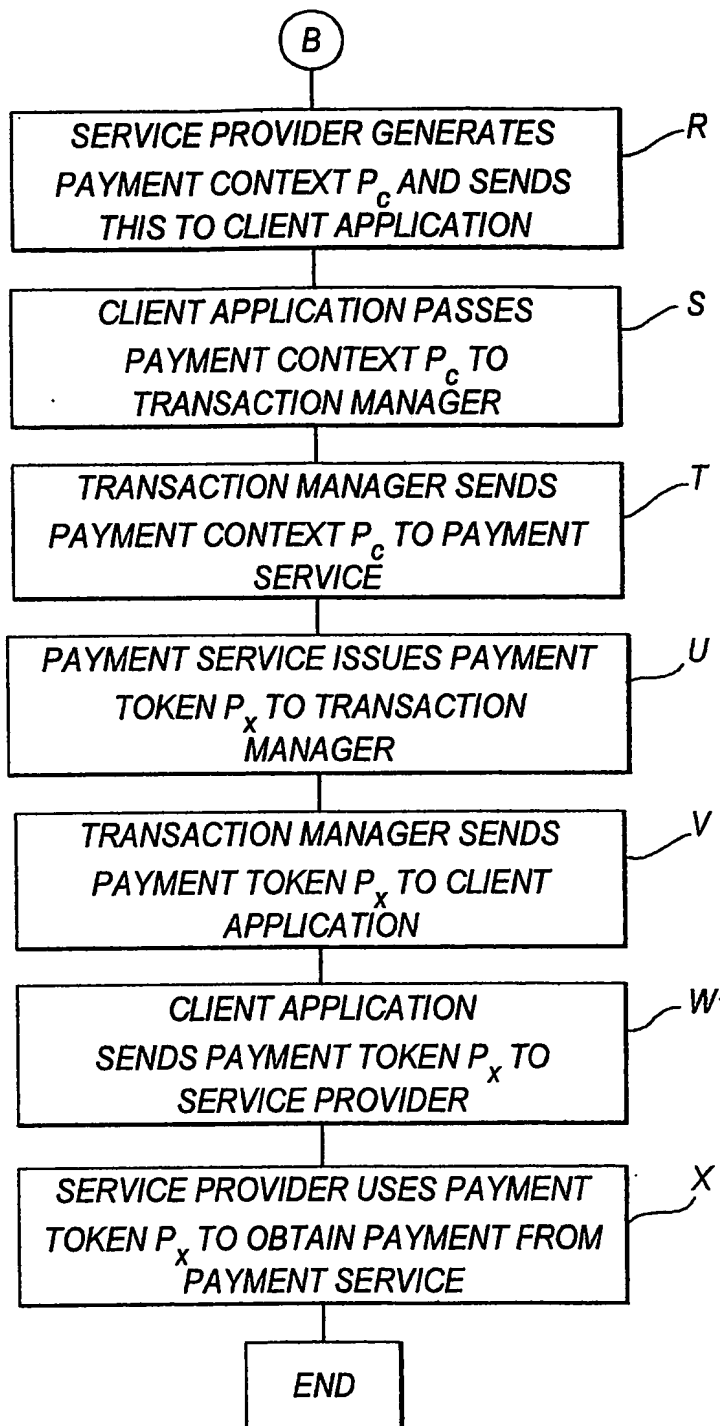 B
SERVICE PROVIDER GENERATES
PAYMENT CONTEXT Pc AND SENDS
THIS TO CLIENT APPLICATION
R
CLIENT APPLICATION PASSES
PAYMENT CONTEXT Pc TO
TRANSACTION MANAGER
S
TRANSACTION MANAGER SENDS
PAYMENT CONTEXT Pc TO PAYMENT
SERVICE
T
PAYMENT SERVICE ISSUES PAYMENT
TOKEN Px TO TRANSACTION
MANAGER
U
TRANSACTION MANAGER SENDS
PAYMENT TOKEN Px TO CLIENT
APPLICATION
V
CLIENT APPLICATION
SENDS PAYMENT TOKEN Px TO
SERVICE PROVIDER
W
SERVICE PROVIDER USES PAYMENT
TOKEN Px TO OBTAIN PAYMENT FROM
PAYMENT SERVICE
X
END